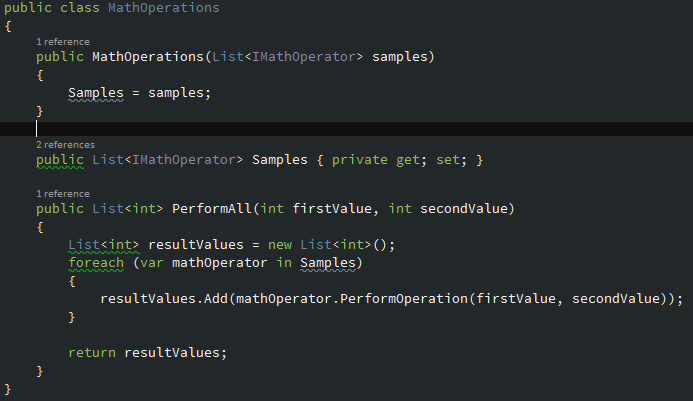 public class MathOperations
{
1 reference
public MathOperations(List<IMathOperator> samples)
{
Samples = samples;
}
2 references
public List<IMathOperator> Samples { private get; set; }
1 reference
public List<int> PerformAll(int firstValue, int secondValue)
{
List<int> resultValues = new List<int>();
foreach (var mathOperator in Samples)
{
resultValues.Add(mathOperator.PerformOperation(firstValue, secondValue));
}
return resultValues;
}
}